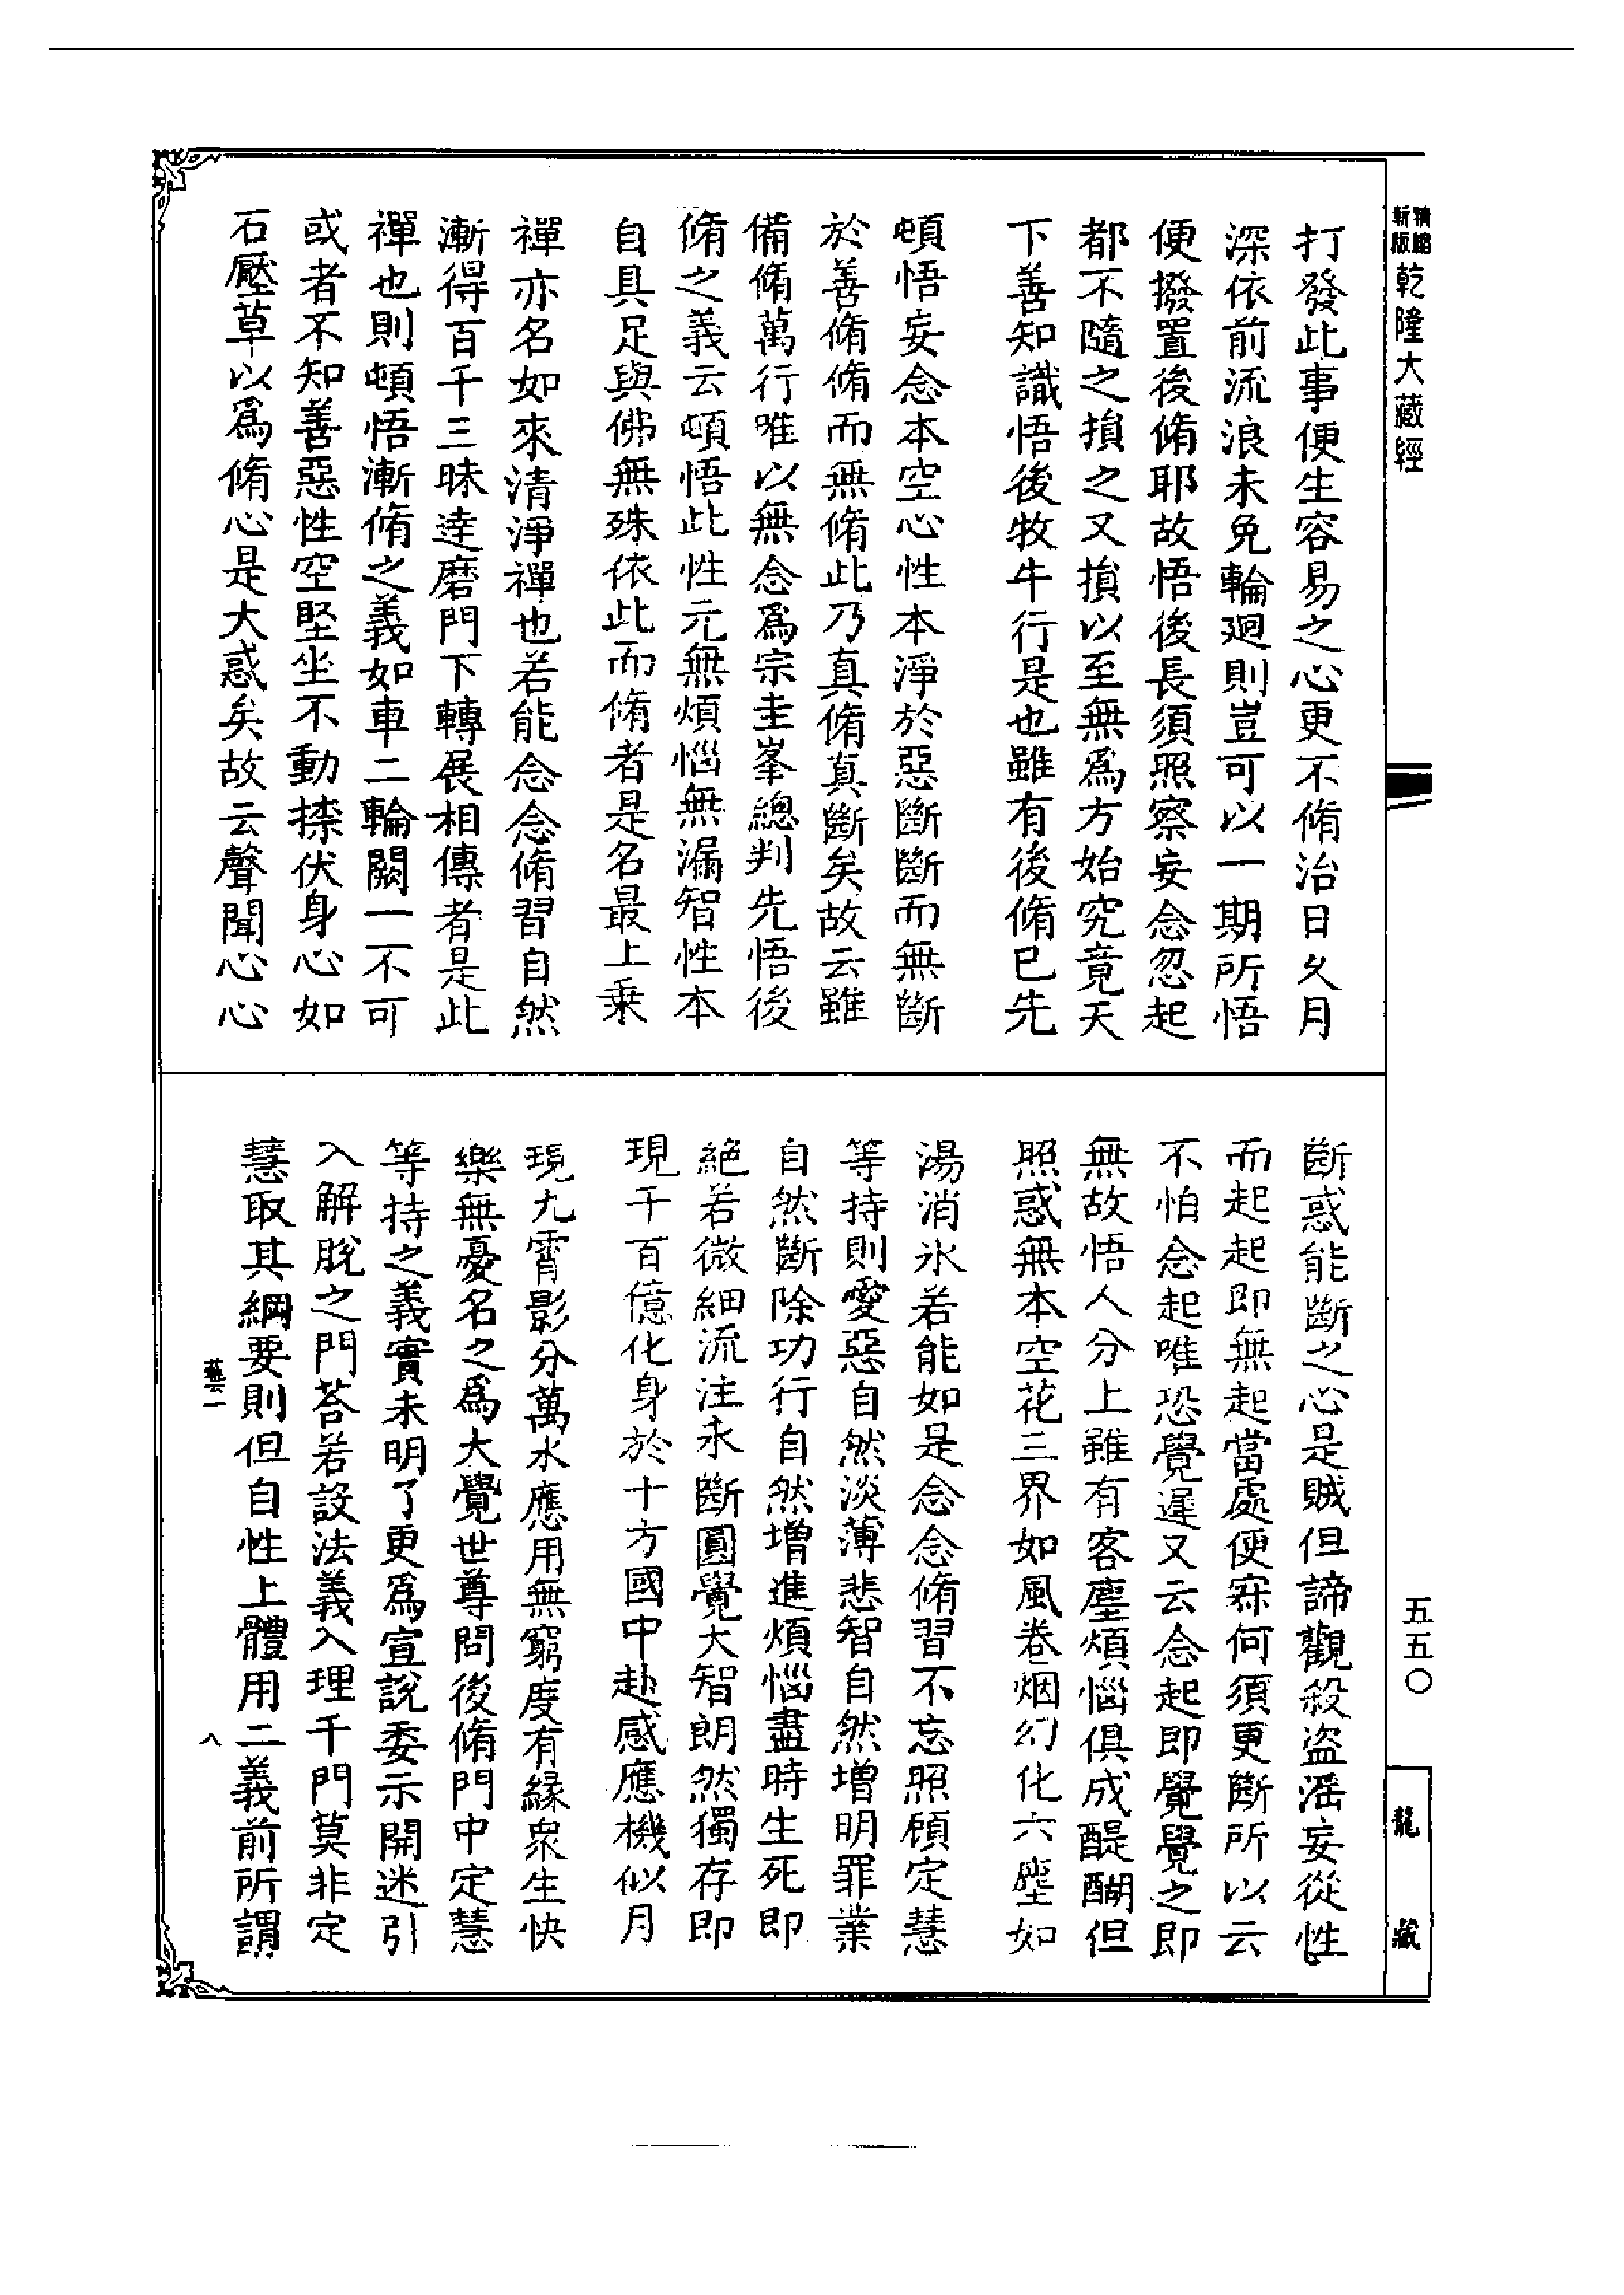 精縮
新版
乾隆大藏經
打發此事便生容易之心更不脩治日久月
深依前流浪未免輪廻則豈可以一期所悟
便撥置後脩耶故悟後長須照察妄念忽起
都不隨之損之又損以至無爲方始究竟天
下善知識悟後牧牛行是也雖有後脩已先
頓悟妄念本空心性本淨於惡斷斷而無斷
於善脩脩而無脩此乃真脩真斷矣故云雖
備脩萬行唯以無念爲宗圭峯總判先悟後
脩之義云頓悟此性元無煩惱無漏智性本
自具足與佛無殊依此而脩者是名最上乗
禪亦名如來清淨禪也若能念念脩習自然
漸得百千三昧達磨門下轉展相傳者是此
禪也則頓悟漸脩之義如車二輪闕一不可
或者不知善惡性空堅坐不動捺伏身心如
石壓草以爲脩心是大惑矣故云聲聞心心
斷惑能斷之心是賊但諦觀殺盗滛妄從性
而起起即無起當處便寂何須更斷所以云
不怕念起唯恐覺遲又云念起即覺覺之即
無故悟人分上雖有客塵煩惱俱成醍醐但
照惑無本空花三界如風卷烟幻化六塵如
湯消氷若能如是念念脩習不忘照顧定慧
等持則愛惡自然淡薄悲智自然增明罪業
自然斷除功行自然增進煩惱盡時生死即
絶若微細流注永斷圓覺大智朗然獨存即
現千百億化身於十方國中赴感應機似月
現九霄影分萬水應用無窮度有緣衆生快
樂無憂名之爲大覺世尊問後脩門中定慧
等持之義實未明了更爲宣說委示開迷引
入解脫之門荅若設法義入理千門莫非定
慧取其綱要則但自性上體用二義前所謂
藝一
八
五五〇
龍藏